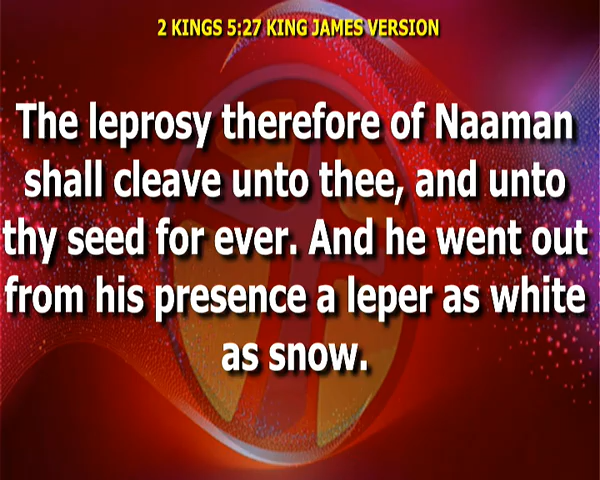 2 KINGS 5:27 KING JAMES VERSION
The leprosy therefore of Naaman
shall cleave unto thee, and unto
thy seed for ever. And he went out
from his presence a leper as white
as snow.